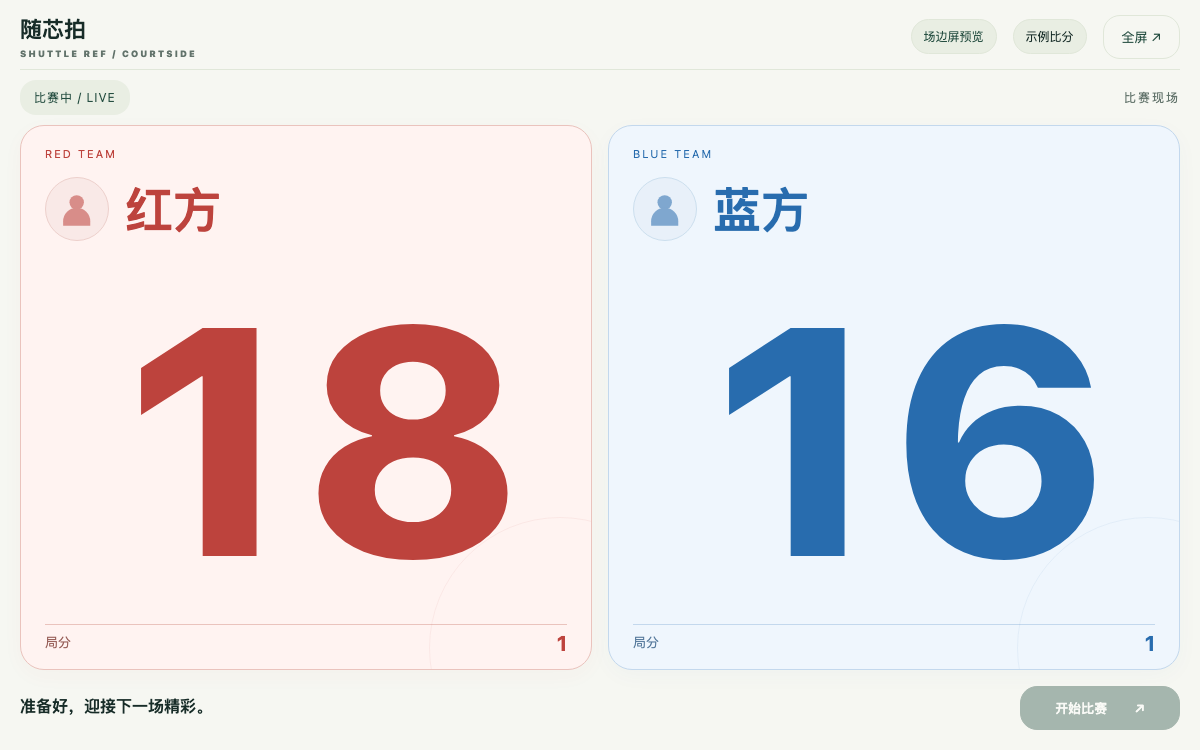 随芯拍
SHUTTLE REF / COURTSIDE
场边屏预览
示例比分
全屏
比赛中 / LIVE
比赛现场
RED TEAM
红方
18
局分
1
BLUE TEAM
蓝方
16
局分
1
准备好，迎接下一场精彩。
开始比赛